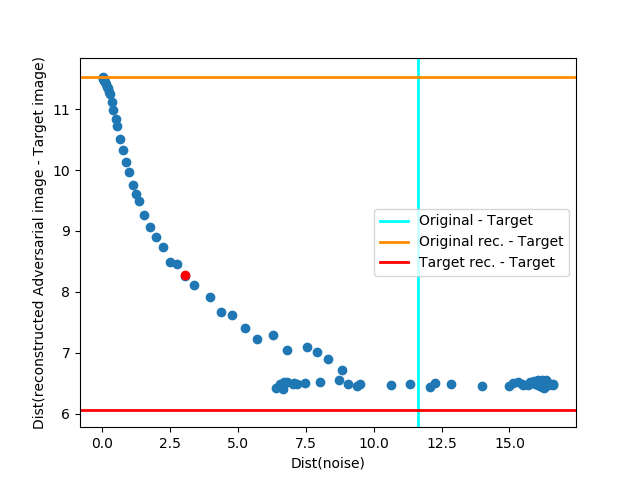 Dist(reconstructed Adversarial image - Target image)
11
10
9
8
7
6
Original - Target
Original rec. - Target
Target rec. - Target
0.0 2.5 5.0 7.5 10.0 12.5 15.0
Dist(noise)